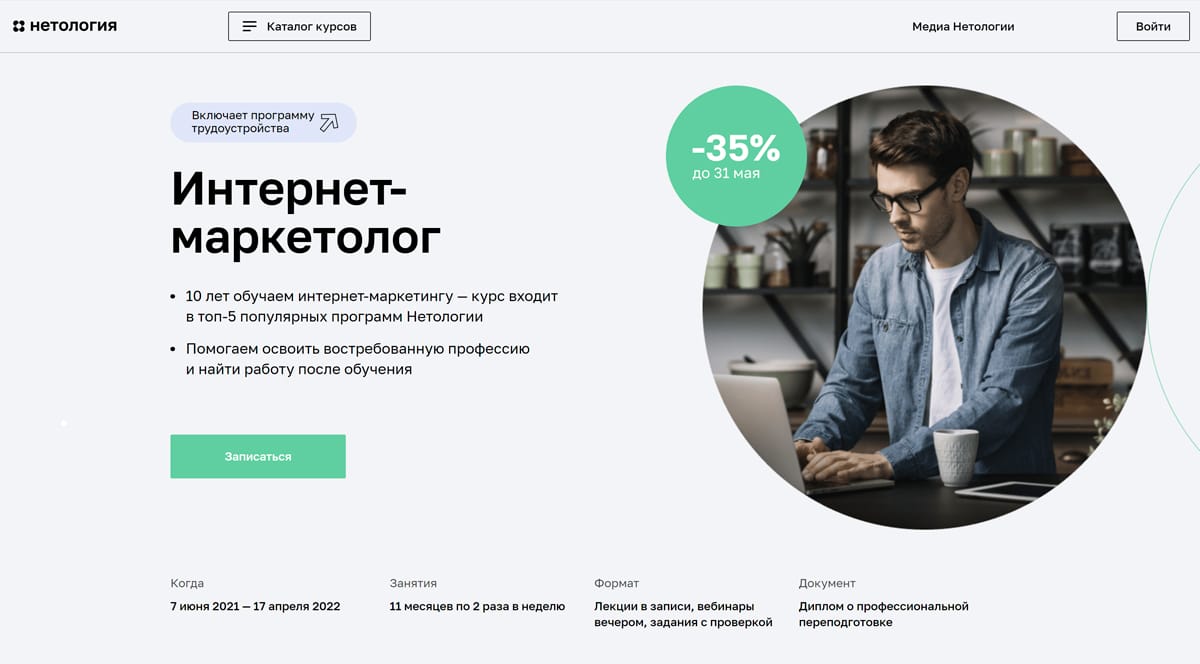 нетология
Каталог курсов
Медиа Нетологии
Войти
Включает программу
трудоустройства
-35%
до 31 мая
Интернет-
маркетолог
• 10 лет обучаем интернет-маркетингу — курс входит
в топ-5 популярных программ Нетологии
• Помогаем освоить востребованную профессию
и найти работу после обучения
Записаться
Когда
7 июня 2021 — 17 апреля 2022
Занятия
11 месяцев по 2 раза в неделю
Формат
Лекции в записи, вебинары
вечером, задания с проверкой
Документ
Диплом о профессиональной
переподготовке